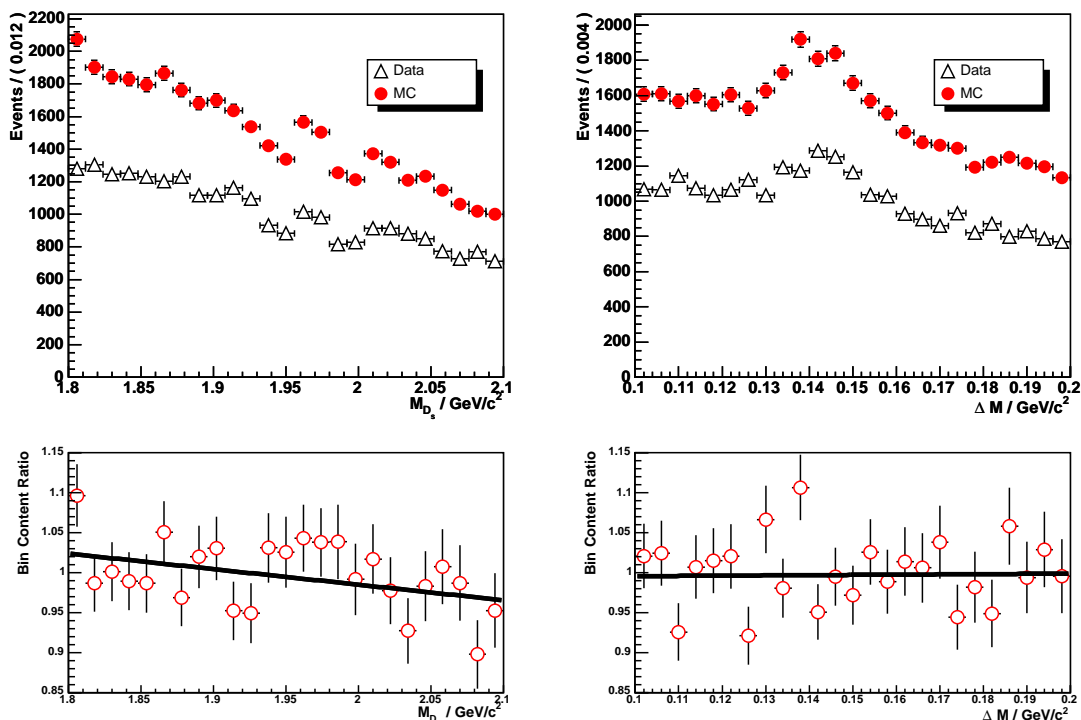 Events / ( 0.012)
2200
2000
1800
1600
1400
1200
1000
800
600
400
200
0
Data
MC
1.8 1.85 1.9 1.95 2 2.05 2.1
M_{D_s} / GeV/c²
Events / ( 0.004)
2000
1800
1600
1400
1200
1000
800
600
400
200
0
Data
MC
0.1 0.11 0.12 0.13 0.14 0.15 0.16 0.17 0.18 0.19 0.2
Δ M / GeV/c²
Bin Content Ratio
1.15
1.1
1.05
1
0.95
0.9
0.85
1.8 1.85 1.9 1.95 2 2.05 2.1
M_D / GeV/c²
Bin Content Ratio
1.15
1.1
1.05
1
0.95
0.9
0.85
0.1 0.11 0.12 0.13 0.14 0.15 0.16 0.17 0.18 0.19 0.2
Δ M / GeV/c²